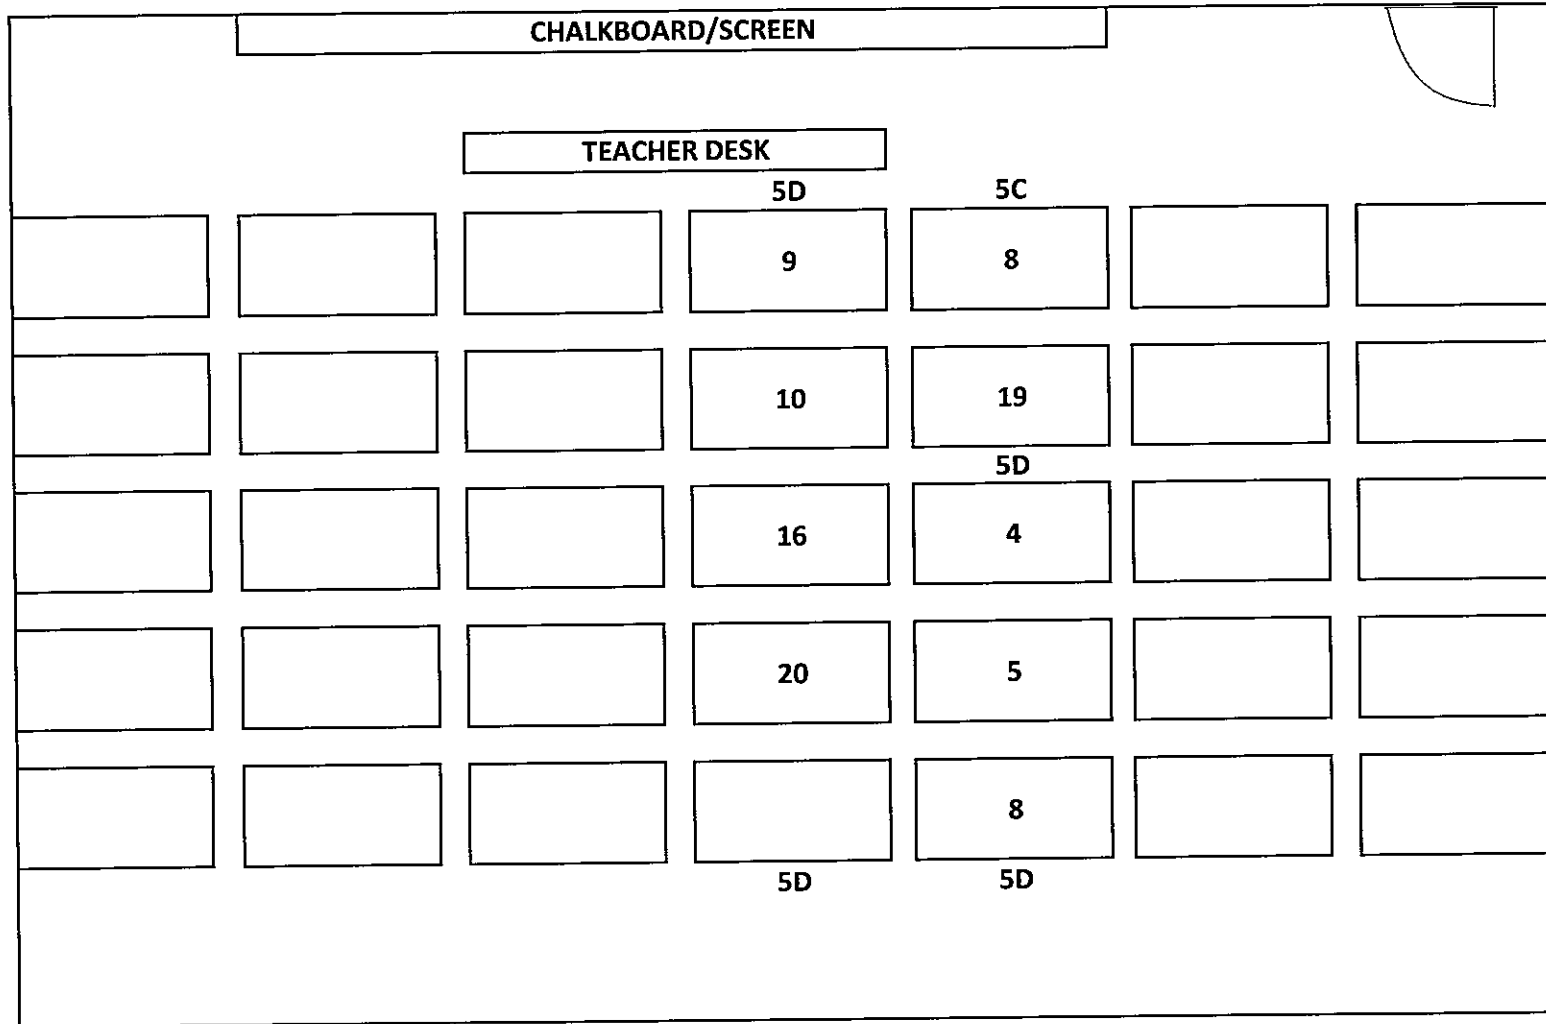 CHALKBOARD/SCREEN
TEACHER DESK
5D 5C
9 8
10 19
5D
16 4
20 5
8
5D 5D